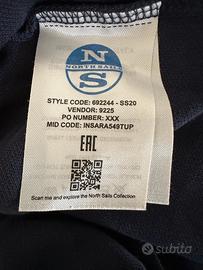 N
NORTH SAILS
S
STYLE CODE: 692244 - SS20
VENDOR: 9225
PO NUMBER: XXX
MID CODE: INSARA549TUP
EAC
Scan me and explore the North Sails Collection
subito